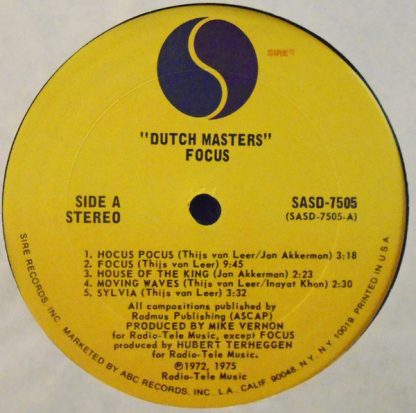 SIRE®
"DUTCH MASTERS"
FOCUS
SIDE A
STEREO
SASD-7505
(SASD-7505-A)
1. HOCUS POCUS (Thijs van Leer/Jan Akkerman) 3:18
2. FOCUS (Thijs van Leer) 9:45
3. HOUSE OF THE KING (Jan Akkerman) 2:23
4. MOVING WAVES (Thijs van Leer/Inayat Khan) 2:30
5. SYLVIA (Thijs van Leer) 3:32
All compositions published by
Radmus Publishing (ASCAP)
PRODUCED BY MIKE VERNON
for Radio-Tele Music, except FOCUS
produced by HUBERT TERHEGGEN
for Radio-Tele Music.
℗1972, 1975
Radio-Tele Music
SIRE RECORDS, INC. MARKETED BY ABC RECORDS, INC. L.A., CALIF. 90048, N.Y., N.Y. 10019 PRINTED IN U.S.A.